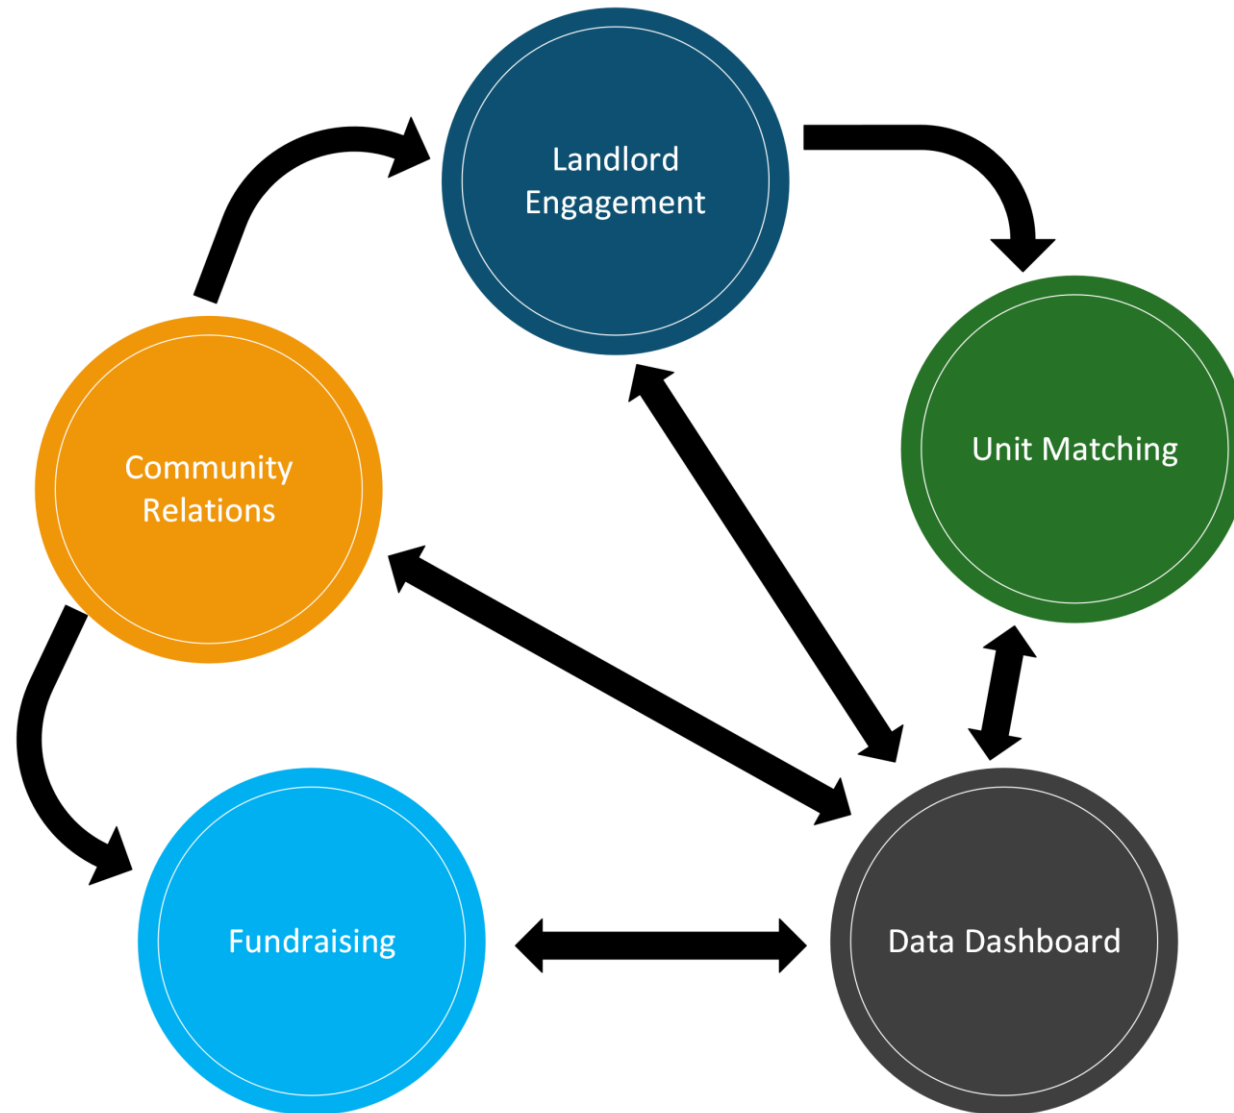 Landlord
Engagement
Community
Relations
Unit Matching
Fundraising
Data Dashboard